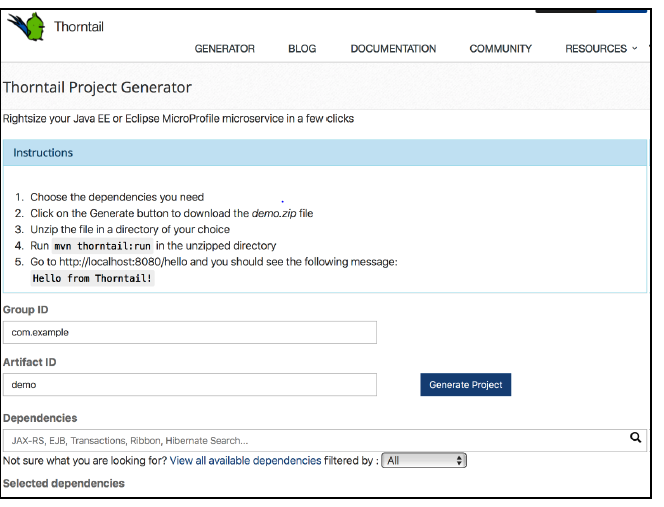 Thorntail
GENERATOR BLOG DOCUMENTATION COMMUNITY RESOURCES
Thorntail Project Generator
Rightsize your Java EE or Eclipse MicroProfile microservice in a few clicks
Instructions
1. Choose the dependencies you need
2. Click on the Generate button to download the demo.zip file
3. Unzip the file in a directory of your choice
4. Run mvn thorntail:run in the unzipped directory
5. Go to http://localhost:8080/hello and you should see the following message:
Hello from Thorntail!
Group ID
com.example
Artifact ID
demo
Generate Project
Dependencies
JAX-RS, EJB, Transactions, Ribbon, Hibernate Search...
Not sure what you are looking for? View all available dependencies filtered by : All
Selected dependencies